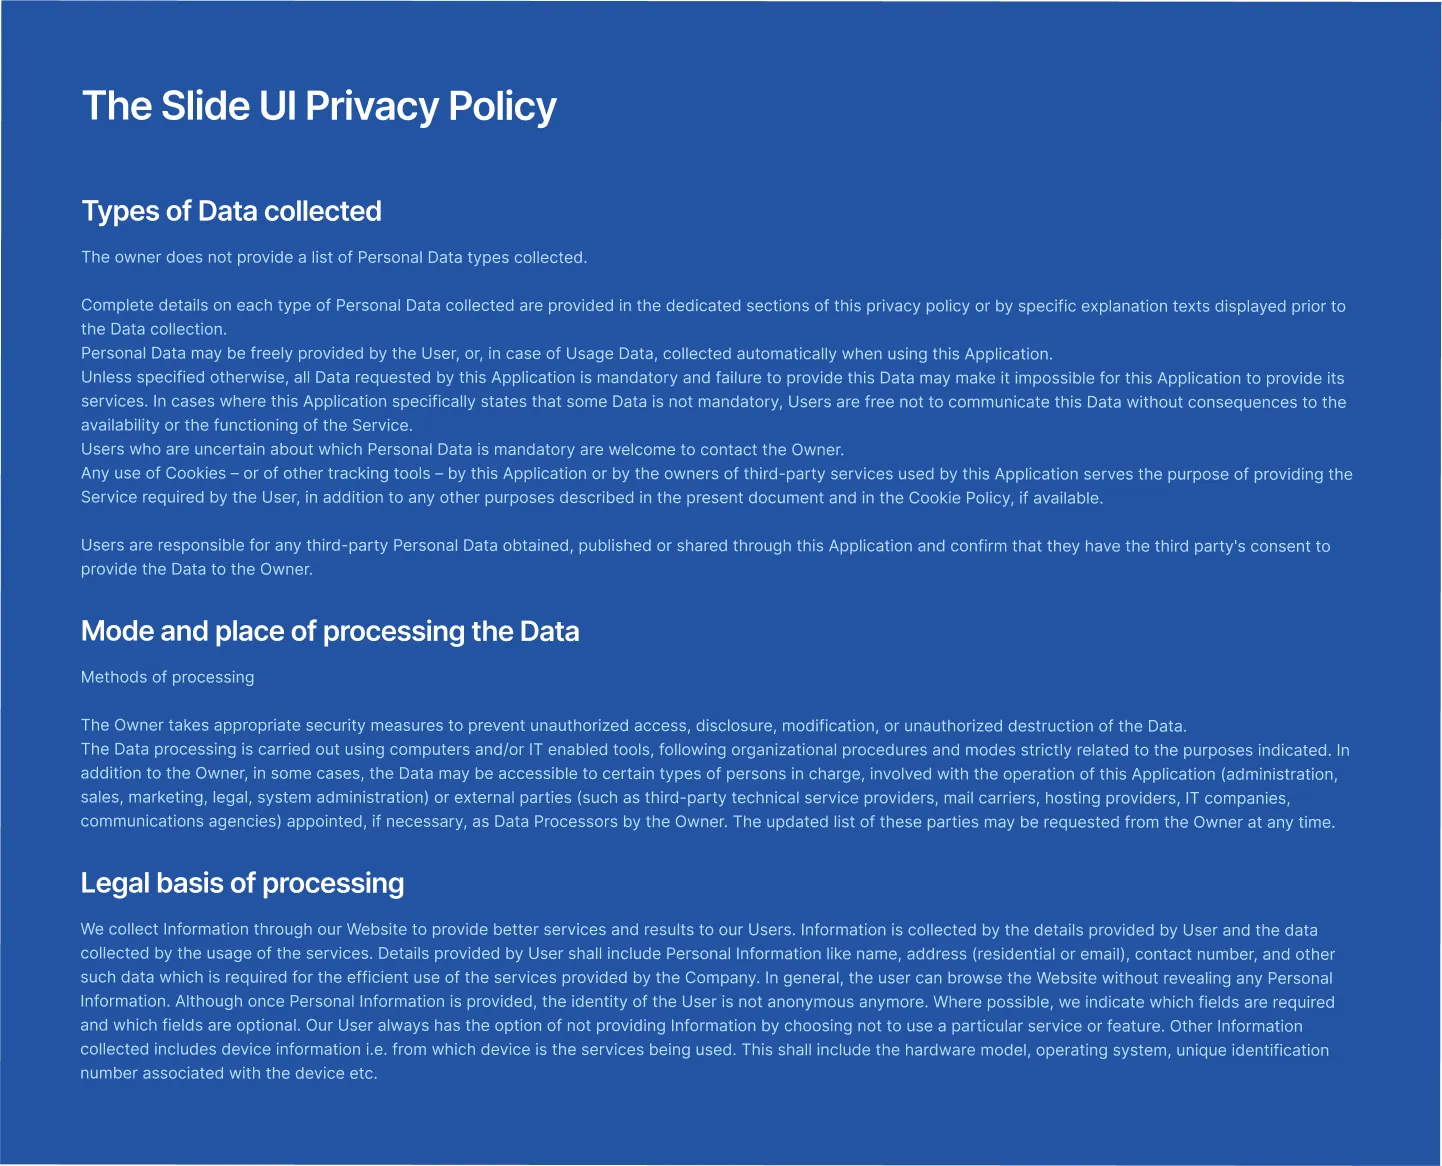 The Slide UI Privacy Policy
Types of Data collected
The owner does not provide a list of Personal Data types collected.
Complete details on each type of Personal Data collected are provided in the dedicated sections of this privacy policy or by specific explanation texts displayed prior to
the Data collection.
Personal Data may be freely provided by the User, or, in case of Usage Data, collected automatically when using this Application.
Unless specified otherwise, all Data requested by this Application is mandatory and failure to provide this Data may make it impossible for this Application to provide its
services. In cases where this Application specifically states that some Data is not mandatory, Users are free not to communicate this Data without consequences to the
availability or the functioning of the Service.
Users who are uncertain about which Personal Data is mandatory are welcome to contact the Owner.
Any use of Cookies – or of other tracking tools – by this Application or by the owners of third-party services used by this Application serves the purpose of providing the
Service required by the User, in addition to any other purposes described in the present document and in the Cookie Policy, if available.
Users are responsible for any third-party Personal Data obtained, published or shared through this Application and confirm that they have the third party's consent to
provide the Data to the Owner.
Mode and place of processing the Data
Methods of processing
The Owner takes appropriate security measures to prevent unauthorized access, disclosure, modification, or unauthorized destruction of the Data.
The Data processing is carried out using computers and/or IT enabled tools, following organizational procedures and modes strictly related to the purposes indicated. In
addition to the Owner, in some cases, the Data may be accessible to certain types of persons in charge, involved with the operation of this Application (administration,
sales, marketing, legal, system administration) or external parties (such as third-party technical service providers, mail carriers, hosting providers, IT companies,
communications agencies) appointed, if necessary, as Data Processors by the Owner. The updated list of these parties may be requested from the Owner at any time.
Legal basis of processing
We collect Information through our Website to provide better services and results to our Users. Information is collected by the details provided by User and the data
collected by the usage of the services. Details provided by User shall include Personal Information like name, address (residential or email), contact number, and other
such data which is required for the efficient use of the services provided by the Company. In general, the user can browse the Website without revealing any Personal
Information. Although once Personal Information is provided, the identity of the User is not anonymous anymore. Where possible, we indicate which fields are required
and which fields are optional. Our User always has the option of not providing Information by choosing not to use a particular service or feature. Other Information
collected includes device information i.e. from which device is the services being used. This shall include the hardware model, operating system, unique identification
number associated with the device etc.